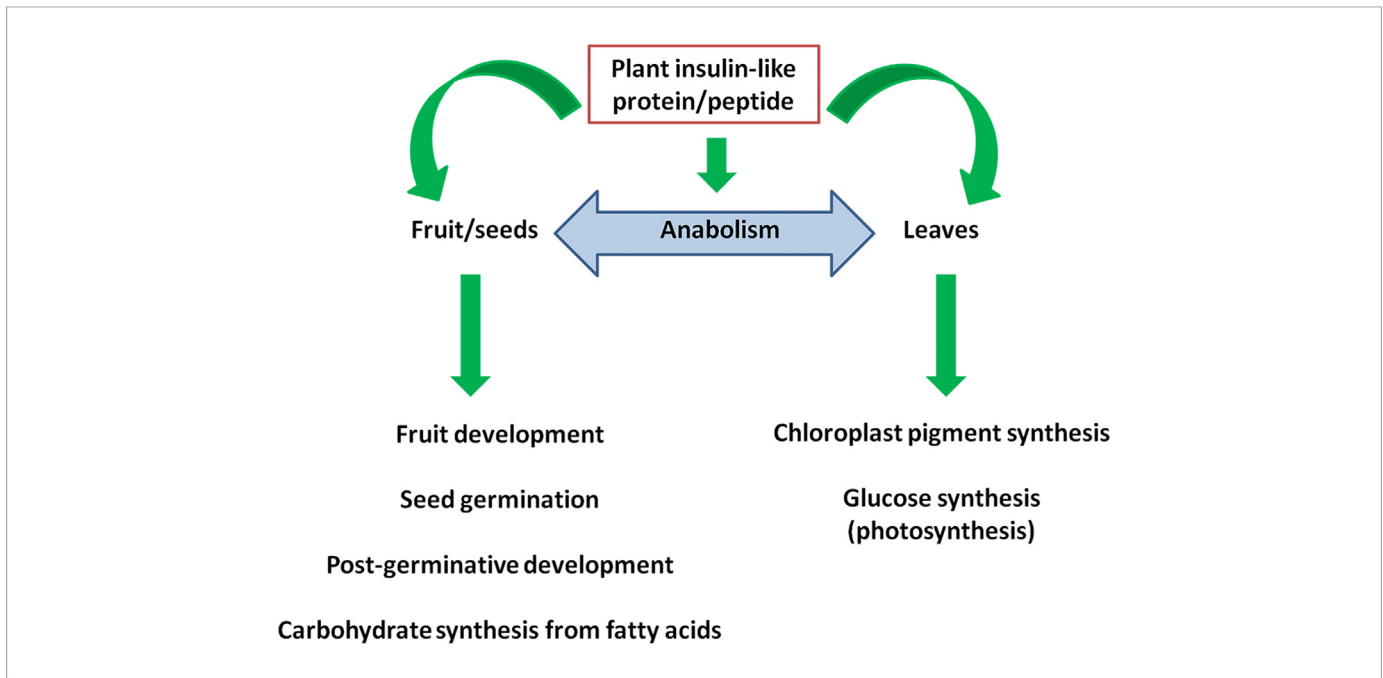 Plant insulin-like
protein/peptide
Fruit/seeds
Anabolism
Leaves
Fruit development
Seed germination
Post-germinative development
Carbohydrate synthesis from fatty acids
Chloroplast pigment synthesis
Glucose synthesis
(photosynthesis)